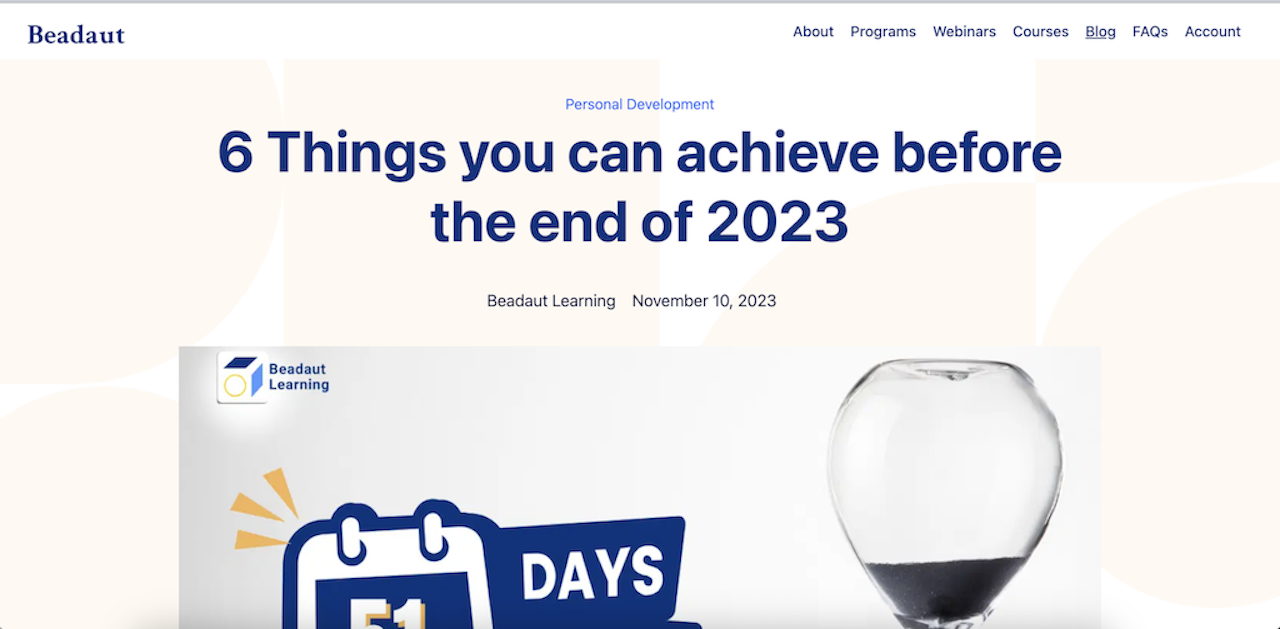 Beadaut
About Programs Webinars Courses Blog FAQs Account
Personal Development
6 Things you can achieve before
the end of 2023
Beadaut Learning November 10, 2023
Beadaut
Learning
DAYS
51